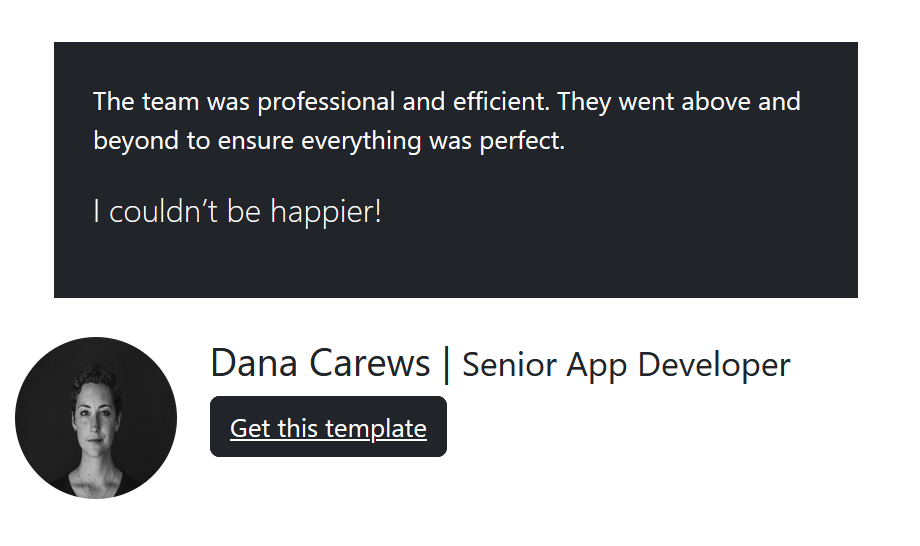 The team was professional and efficient. They went above and
beyond to ensure everything was perfect.
I couldn’t be happier!
Dana Carews | Senior App Developer
Get this template